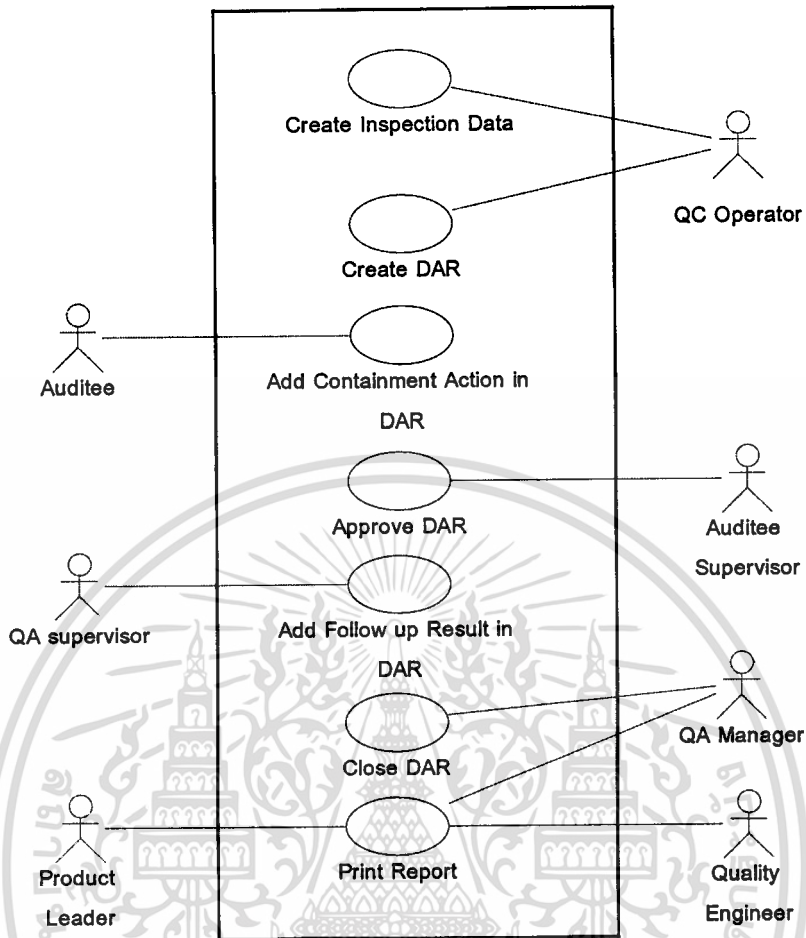 Create Inspection Data
QC Operator
Create DAR
Auditee
Add Containment Action in
DAR
Approve DAR
Auditee
Supervisor
QA supervisor
Add Follow up Result in
DAR
QA Manager
Close DAR
Product
Leader
Print Report
Quality
Engineer